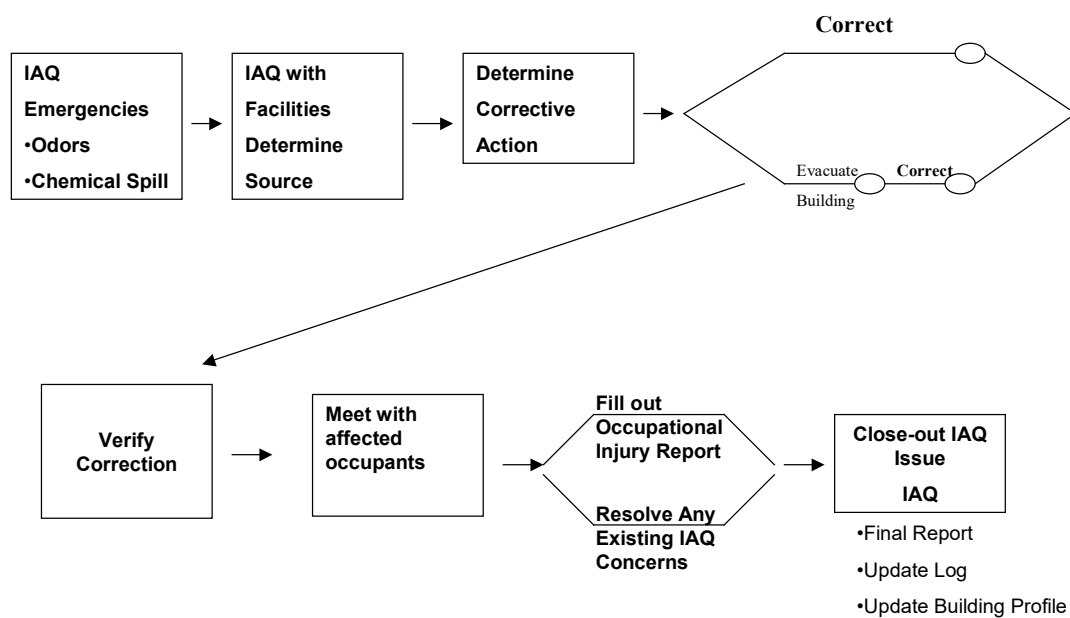 Correct
IAQ
Emergencies
•Odors
•Chemical Spill
IAQ with
Facilities
Determine
Source
Determine
Corrective
Action
Evacuate
Building
Correct
Verify
Correction
Meet with
affected
occupants
Fill out
Occupational
Injury Report
Resolve Any
Existing IAQ
Concerns
Close-out IAQ
Issue
IAQ
•Final Report
•Update Log
•Update Building Profile